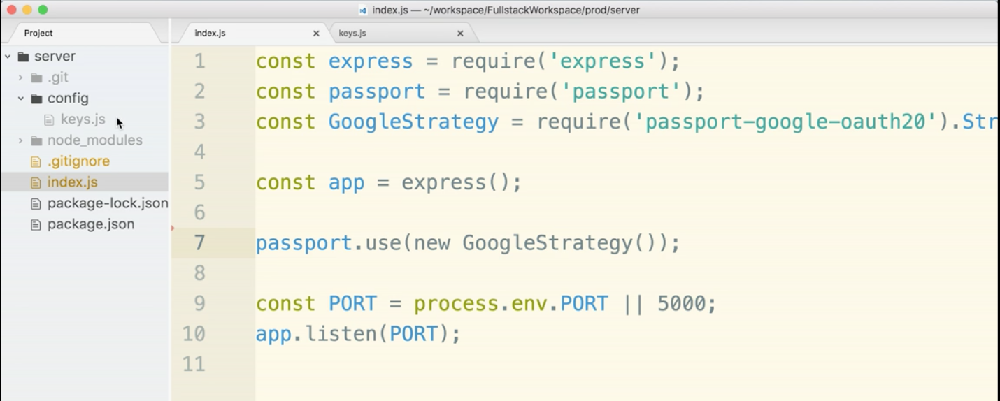 index.js — ~/workspace/FullstackWorkspace/prod/server
Project
index.js
keys.js
server
.git
config
keys.js
node_modules
.gitignore
index.js
package-lock.json
package.json
1 const express = require('express');
2 const passport = require('passport');
3 const GoogleStrategy = require('passport-google-oauth20').Str
4
5 const app = express();
6
7 passport.use(new GoogleStrategy());
8
9 const PORT = process.env.PORT || 5000;
10 app.listen(PORT);
11